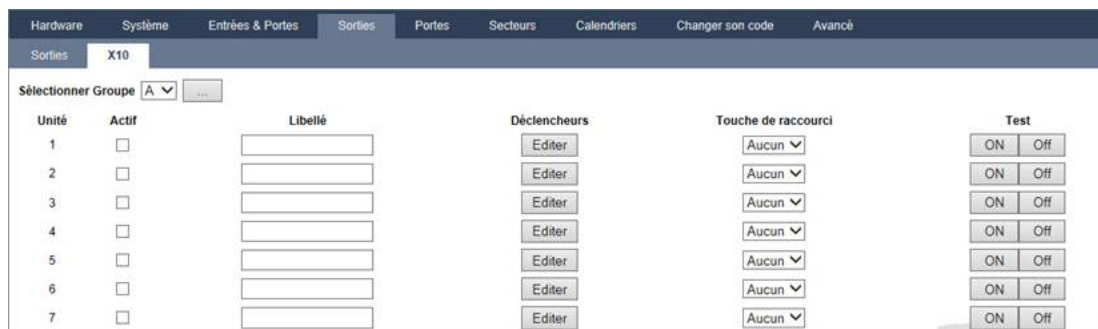 Hardware Système Entrées & Portes Sorties Portes Secteurs Calendriers Changer son code Avancé
Sorties X10
Sélectionner Groupe A ...
Unité Actif Libellé Déclencheurs Touche de raccourci Test
1 Editer Aucun ON Off
2 Editer Aucun ON Off
3 Editer Aucun ON Off
4 Editer Aucun ON Off
5 Editer Aucun ON Off
6 Editer Aucun ON Off
7 Editer Aucun ON Off